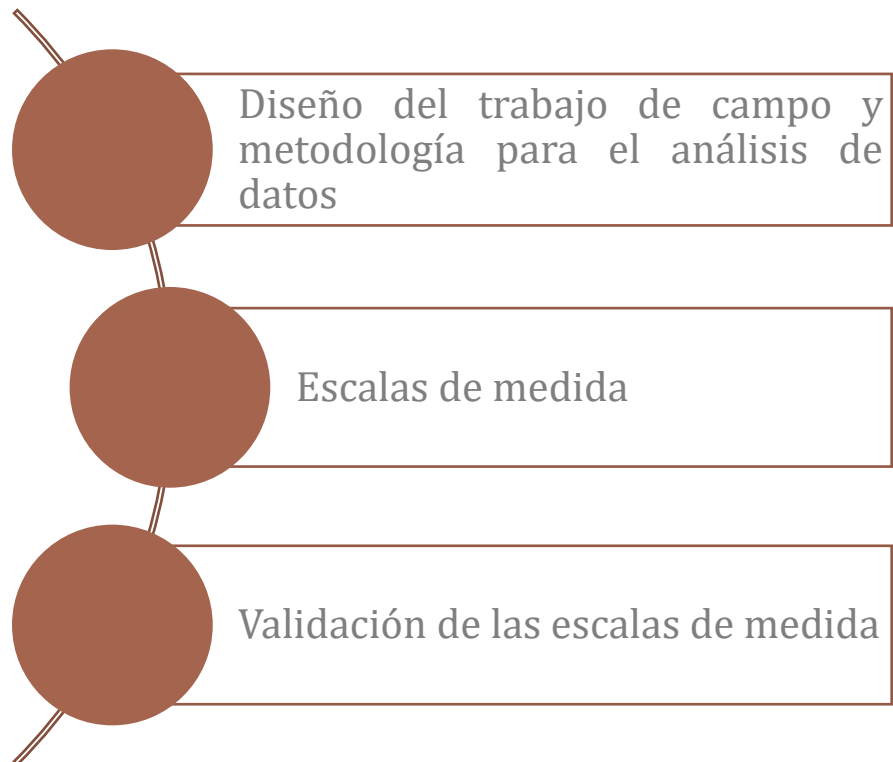 Diseño del trabajo de campo y
metodología para el análisis de
datos
Escalas de medida
Validación de las escalas de medida